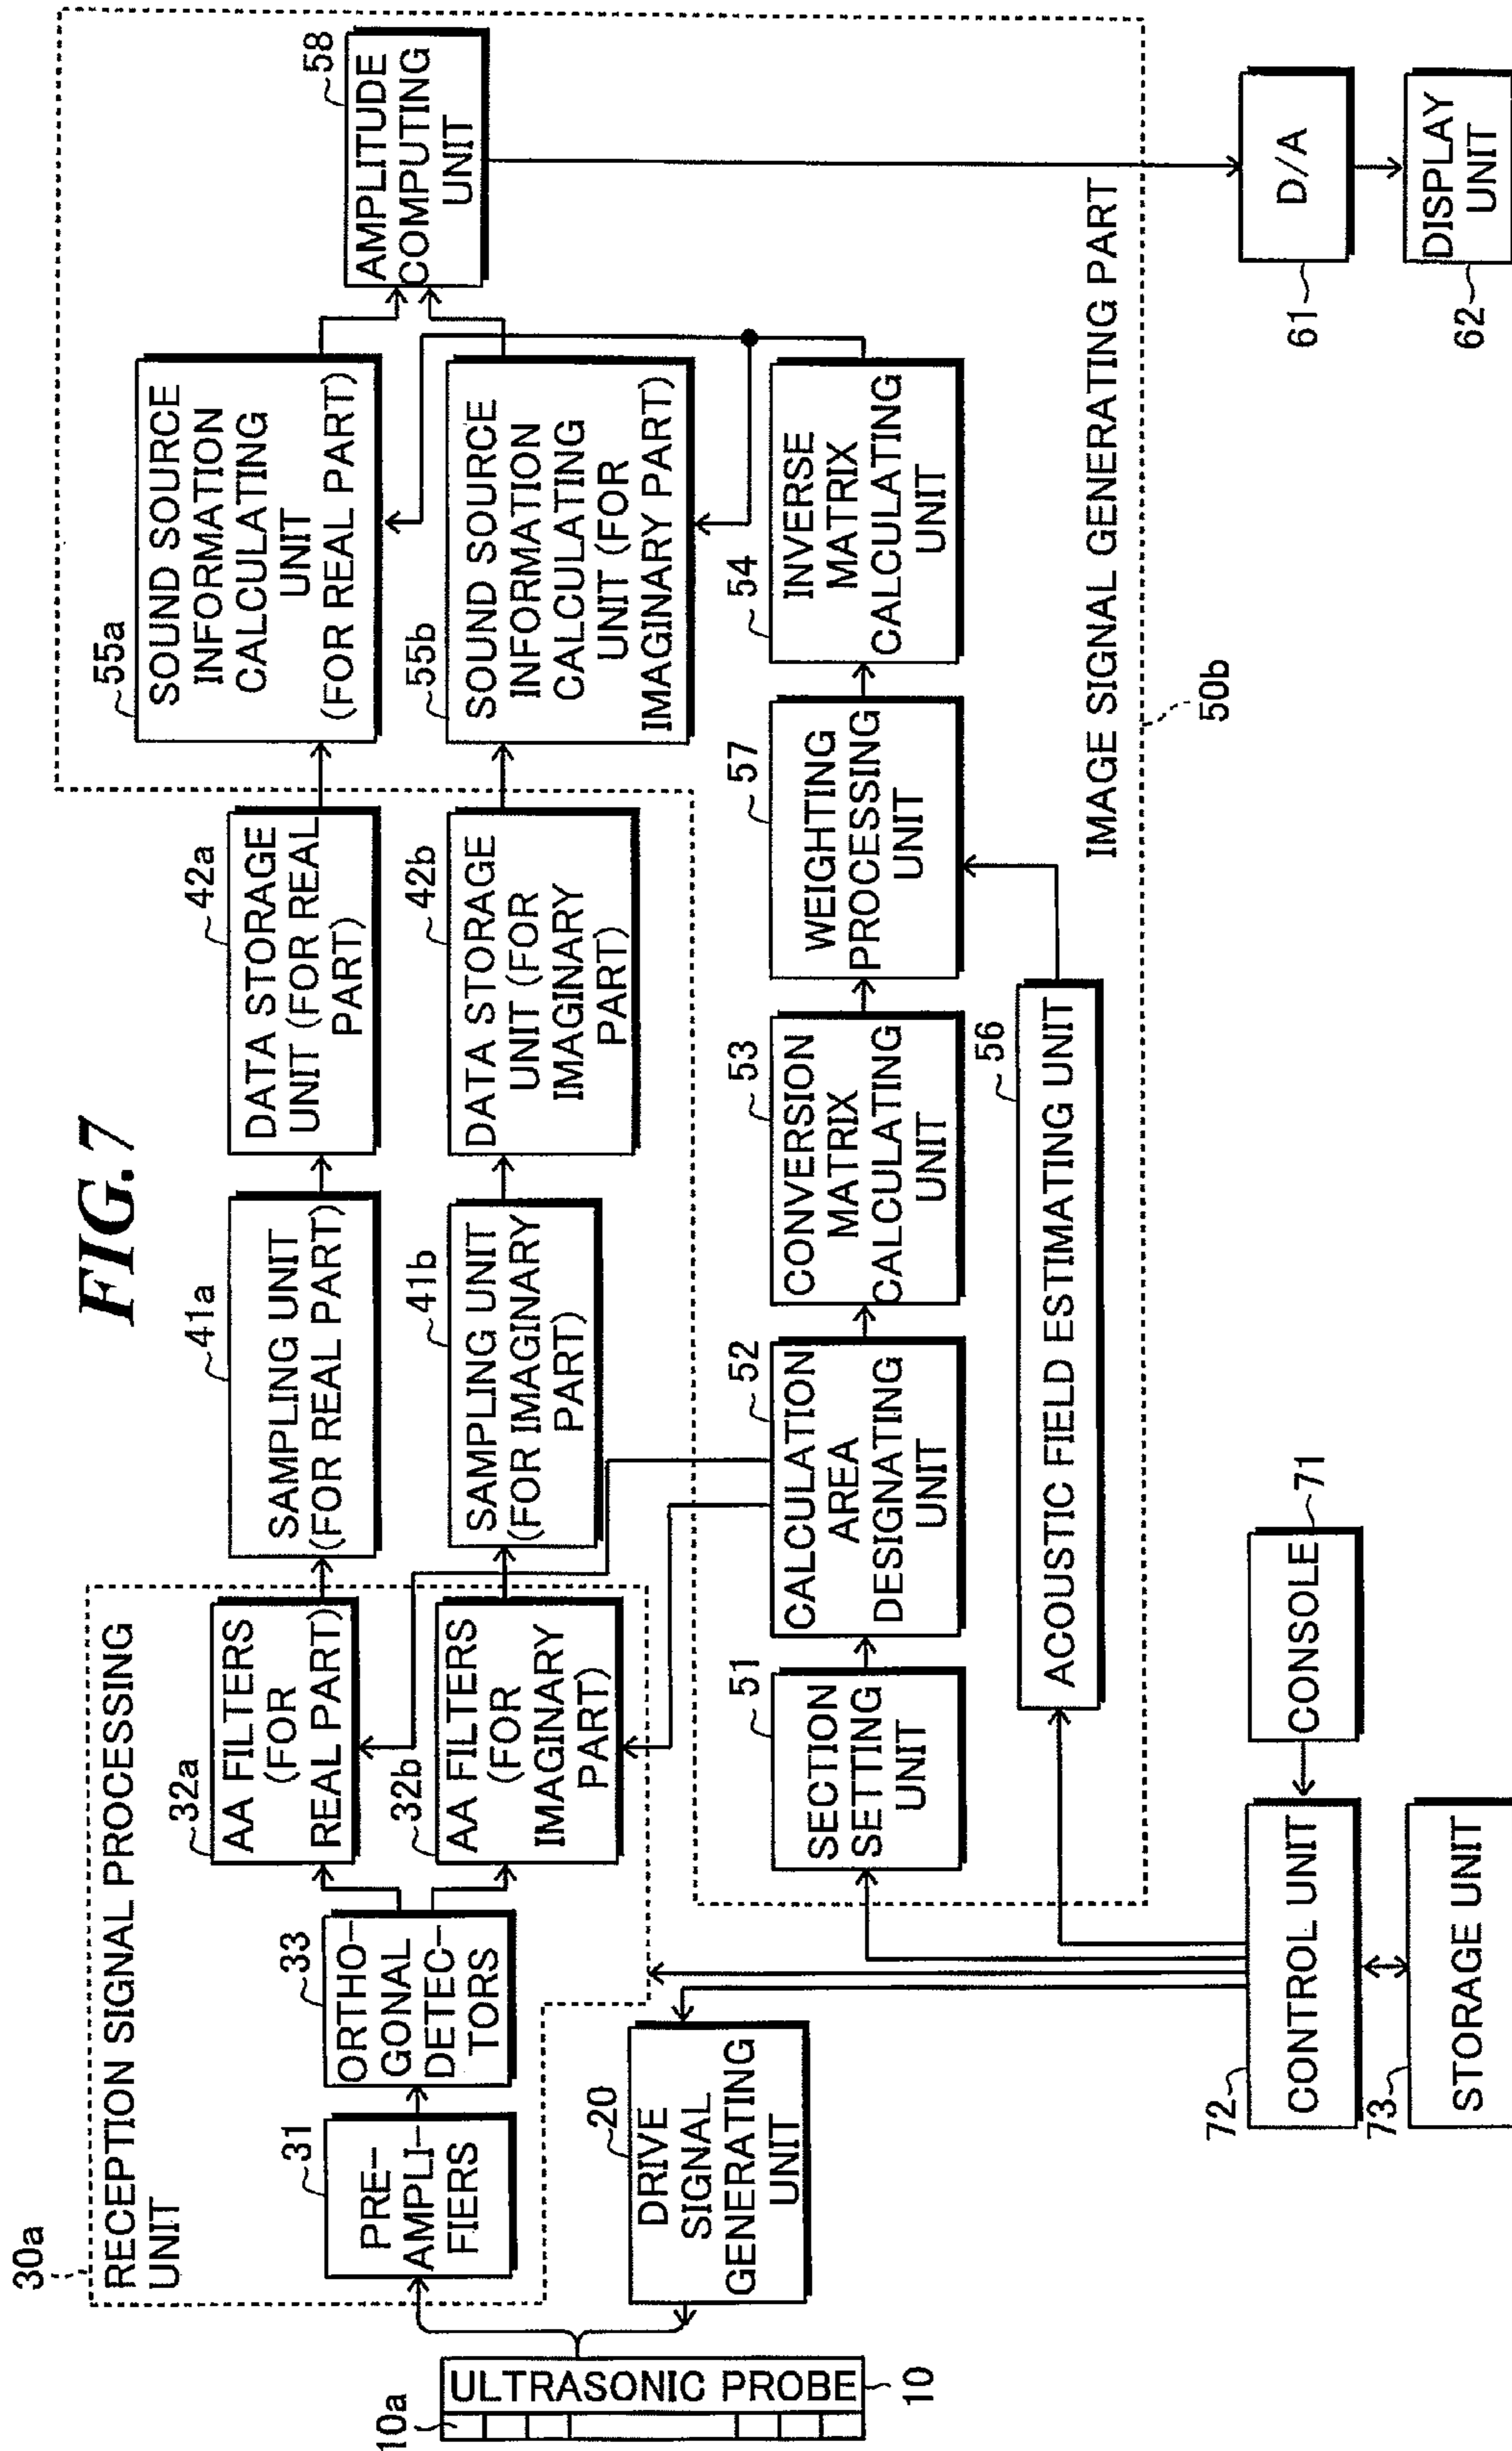 FIG.7
30a
RECEPTION SIGNAL PROCESSING
UNIT
31
PRE-
AMPLI-
FIERS
33
ORTHO-
GONAL
DETEC-
TORS
32a
AA FILTERS
(FOR
REAL PART)
32b
AA FILTERS
(FOR
IMAGINARY
PART)
41a
SAMPLING UNIT
(FOR REAL PART)
41b
SAMPLING UNIT
(FOR IMAGINARY
PART)
42a
DATA STORAGE
UNIT (FOR REAL
PART)
42b
DATA STORAGE
UNIT (FOR
IMAGINARY
PART)
55a
SOUND SOURCE
INFORMATION
CALCULATING
UNIT
(FOR REAL PART)
55b
SOUND SOURCE
INFORMATION
CALCULATING
UNIT (FOR
IMAGINARY PART)
58
AMPLITUDE
COMPUTING
UNIT
10a
ULTRASONIC PROBE
10
20
DRIVE
SIGNAL
GENERATING
UNIT
51
SECTION
SETTING
UNIT
52
CALCULATION
AREA
DESIGNATING
UNIT
53
CONVERSION
MATRIX
CALCULATING
UNIT
57
WEIGHTING
PROCESSING
UNIT
54
INVERSE
MATRIX
CALCULATING
UNIT
56
ACOUSTIC FIELD ESTIMATING UNIT
IMAGE SIGNAL GENERATING PART
50b
72
CONTROL UNIT
71
CONSOLE
73
STORAGE UNIT
61
D/A
62
DISPLAY
UNIT